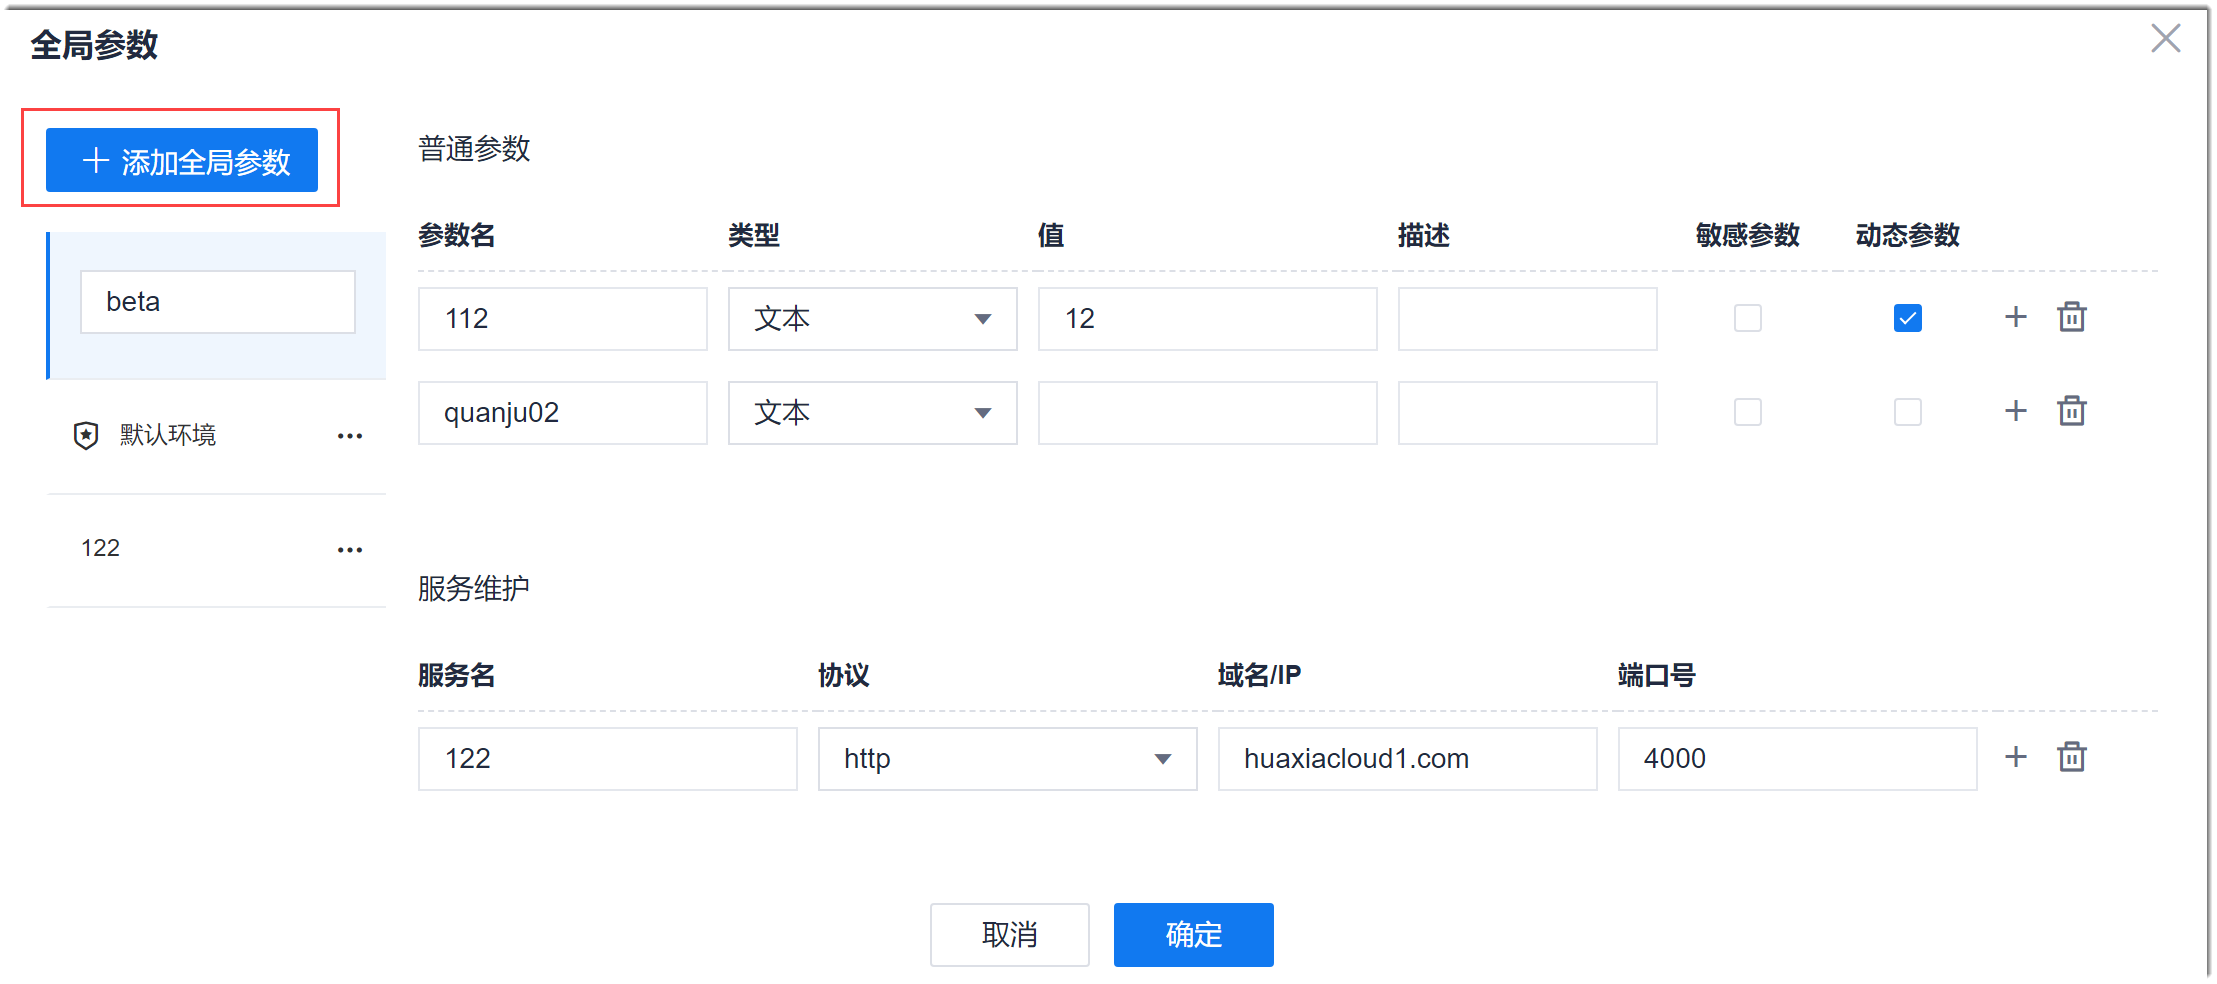 全局参数
添加全局参数
beta
默认环境
122
普通参数
参数名 类型 值 描述 敏感参数 动态参数
112 文本 12
quanju02 文本
服务维护
服务名 协议 域名/IP 端口号
122 http huaxiacloud1.com 4000
取消 确定